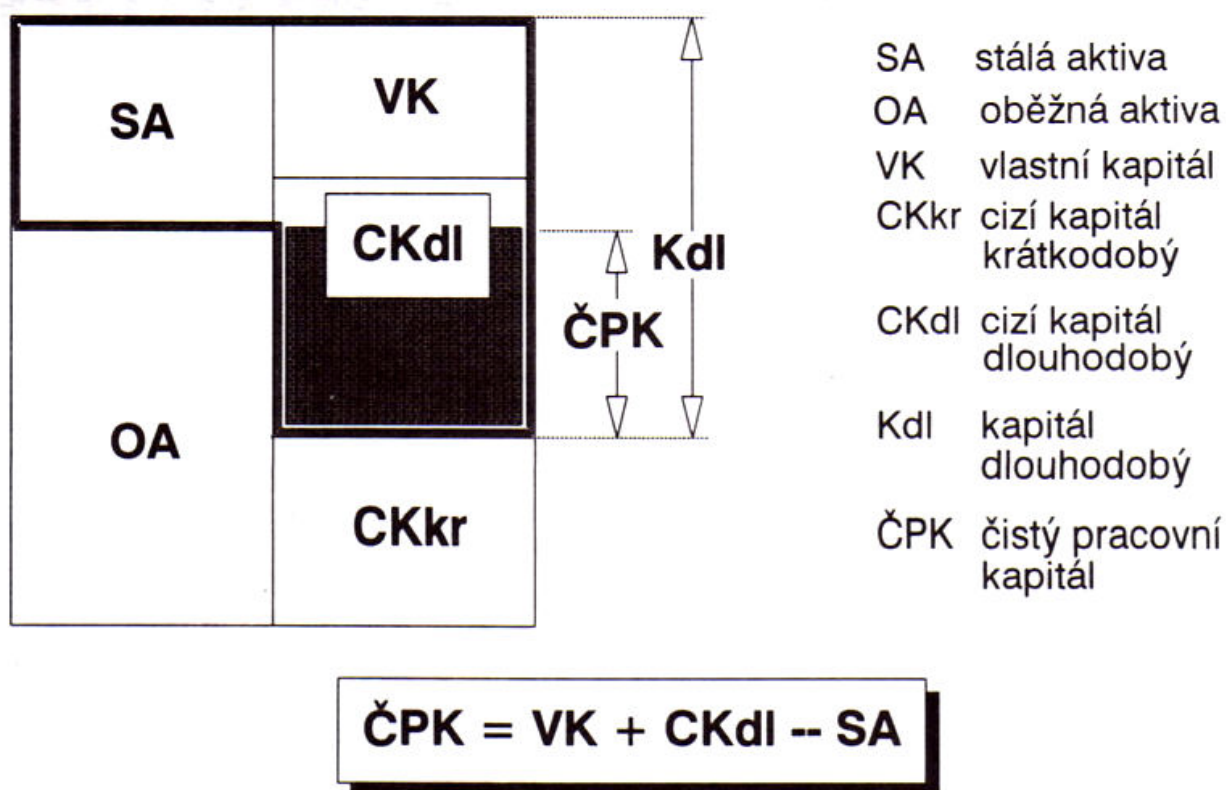 SA
VK
CKdl
Kdl
ČPK
OA
CKkr
SA stálá aktiva
OA oběžná aktiva
VK vlastní kapitál
CKkr cizí kapitál
krátkodobý
CKdl cizí kapitál
dlouhodobý
Kdl kapitál
dlouhodobý
ČPK čistý pracovní
kapitál
ČPK = VK + CKdl -- SA